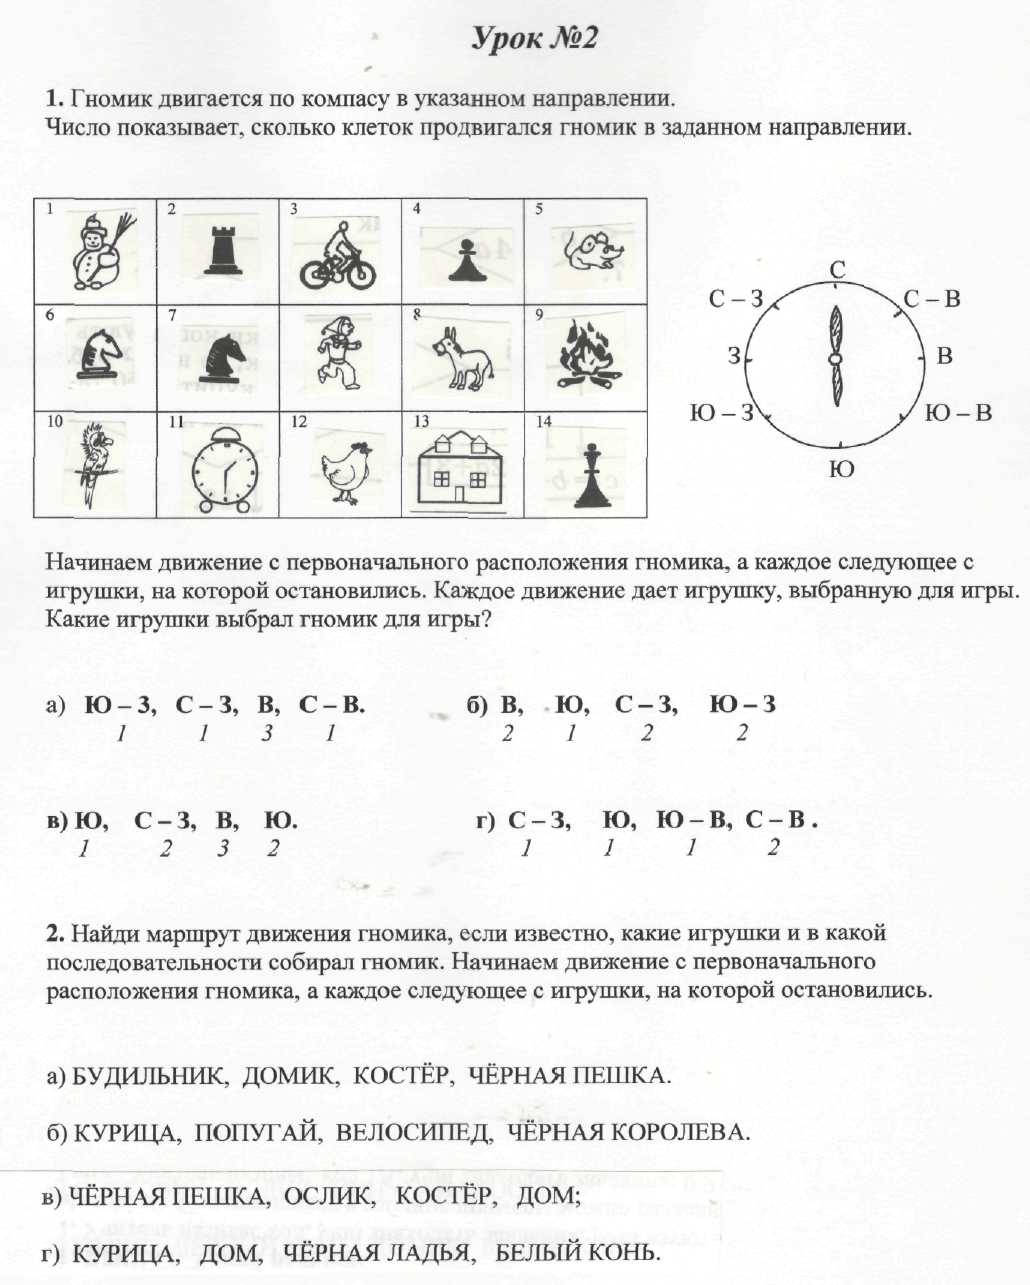 Урок №2
1. Гномик двигается по компасу в указанном направлении.
Число показывает, сколько клеток продвигался гномик в заданном направлении.
1 2 3 4 5
6 7 8 9
10 11 12 13 14
С
С – З С – В
З В
Ю – З Ю – В
Ю
Начинаем движение с первоначального расположения гномика, а каждое следующее с
игрушки, на которой остановились. Каждое движение дает игрушку, выбранную для игры.
Какие игрушки выбрал гномик для игры?
а) Ю – З, С – З, В, С – В. б) В, Ю, С – З, Ю – З
1 1 3 1 2 1 2 2
в) Ю, С – З, В, Ю. г) С – З, Ю, Ю – В, С – В .
1 2 3 2 1 1 1 2
2. Найди маршрут движения гномика, если известно, какие игрушки и в какой
последовательности собирал гномик. Начинаем движение с первоначального
расположения гномика, а каждое следующее с игрушки, на которой остановились.
а) БУДИЛЬНИК, ДОМИК, КОСТЁР, ЧЁРНАЯ ПЕШКА.
б) КУРИЦА, ПОПУГАЙ, ВЕЛОСИПЕД, ЧЁРНАЯ КОРОЛЕВА.
в) ЧЁРНАЯ ПЕШКА, ОСЛИК, КОСТЁР, ДОМ;
г) КУРИЦА, ДОМ, ЧЁРНАЯ ЛАДЬЯ, БЕЛЫЙ КОНЬ.